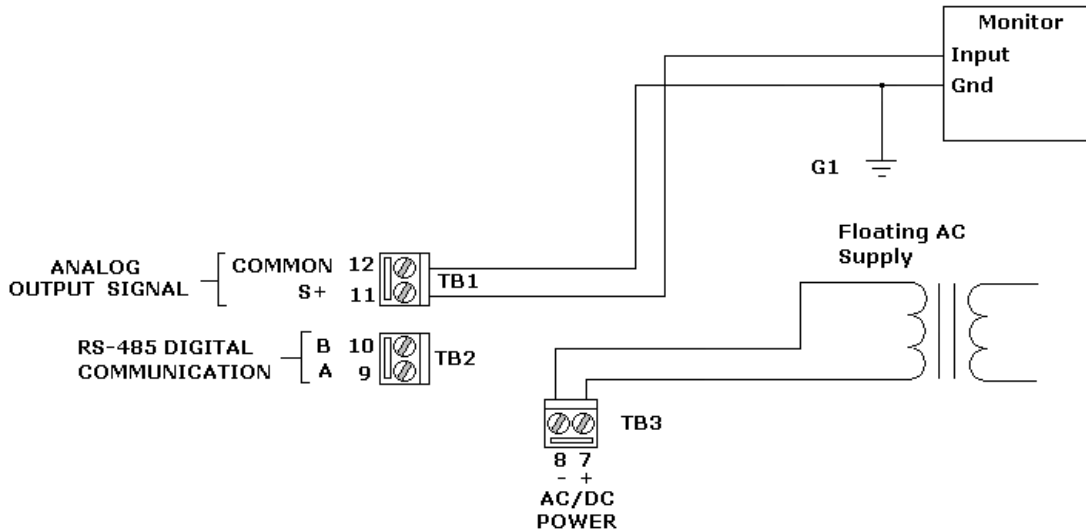 Monitor
Input
Gnd
G1
Floating AC
Supply
ANALOG
OUTPUT SIGNAL
COMMON 12
S+ 11
TB1
RS-485 DIGITAL
COMMUNICATION
B 10
A 9
TB2
TB3
8 7
- +
AC/DC
POWER